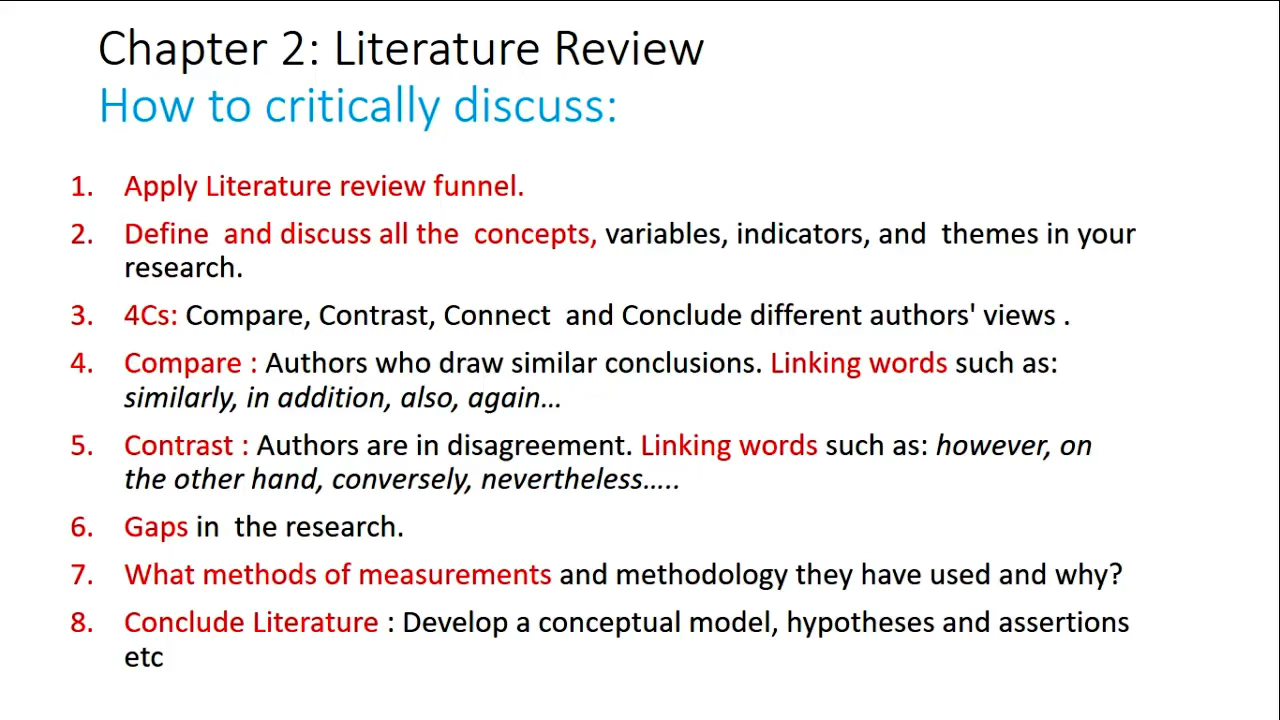 Chapter 2: Literature Review
How to critically discuss:
1. Apply Literature review funnel.
2. Define and discuss all the concepts, variables, indicators, and themes in your
research.
3. 4Cs: Compare, Contrast, Connect and Conclude different authors' views .
4. Compare : Authors who draw similar conclusions. Linking words such as:
similarly, in addition, also, again...
5. Contrast : Authors are in disagreement. Linking words such as: however, on
the other hand, conversely, nevertheless.....
6. Gaps in the research.
7. What methods of measurements and methodology they have used and why?
8. Conclude Literature : Develop a conceptual model, hypotheses and assertions
etc